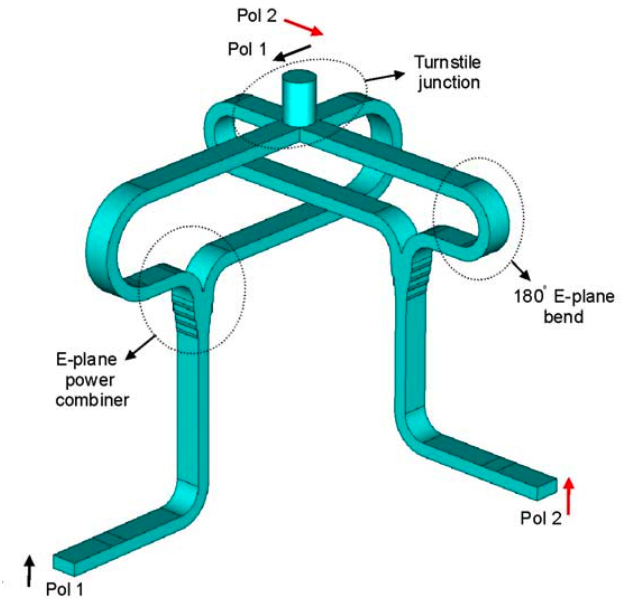 Pol 2
Pol 1
Turnstile
junction
180° E-plane
bend
E-plane
power
combiner
Pol 2
Pol 1